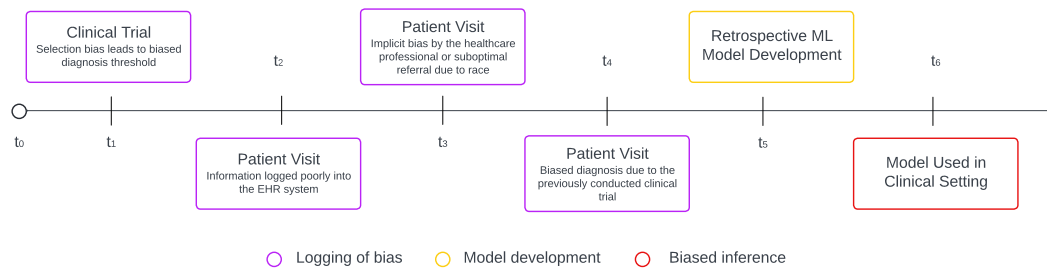 Clinical Trial
Selection bias leads to biased
diagnosis threshold
Patient Visit
Implicit bias by the healthcare
professional or suboptimal
referral due to race
Retrospective ML
Model Development
t2
t4
t6
t0
t1
t3
t5
Patient Visit
Information logged poorly into
the EHR system
Patient Visit
Biased diagnosis due to the
previously conducted clinical
trial
Model Used in
Clinical Setting
Logging of bias
Model development
Biased inference